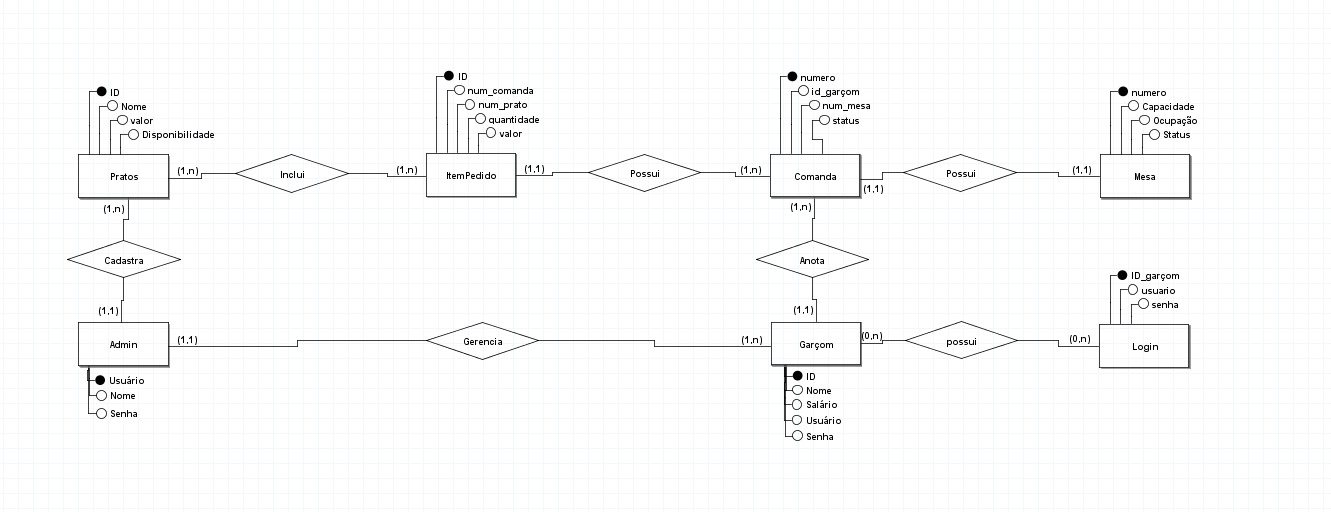 ID
Nome
valor
Disponibilidade
Pratos
(1,n)
Inclui
(1,n)
ID
num_comanda
num_prato
quantidade
valor
ItemPedido
(1,1)
Possui
(1,n)
numero
id_garçom
num_mesa
status
Comanda
(1,1)
Possui
(1,1)
numero
Capacidade
Ocupação
Status
Mesa
(1,n)
Cadastra
(1,1)
(1,n)
Anota
(1,1)
Admin
(1,1)
Gerencia
(1,n)
Garçom
(0,n)
possui
(0,n)
ID_garçom
usuario
senha
Login
Usuário
Nome
Senha
ID
Nome
Salário
Usuário
Senha